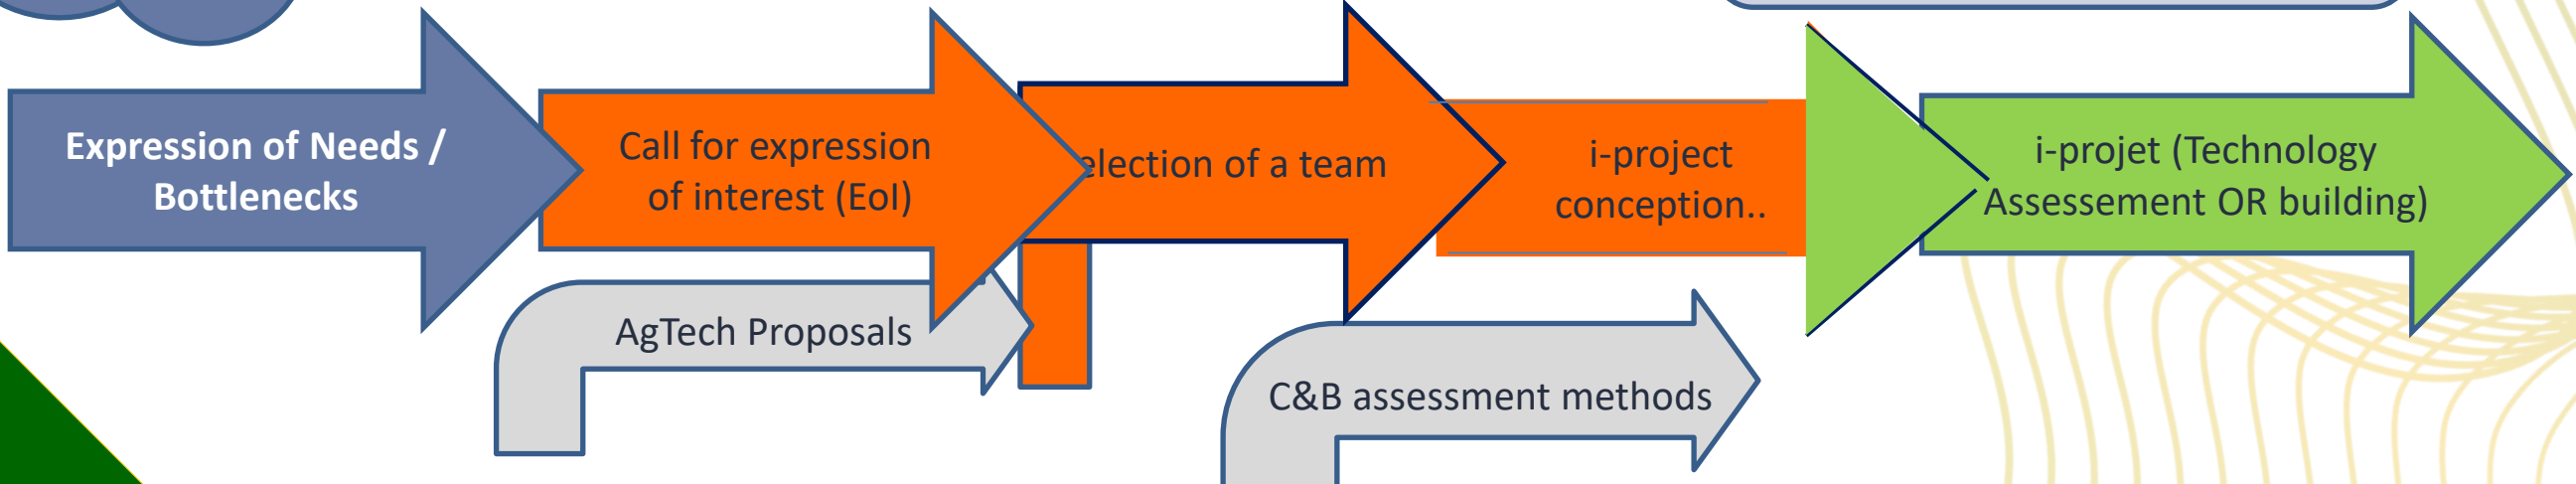 Expression of Needs /
Bottlenecks
Call for expression
of interest (EoI)
election of a team
i-project
conception..
i-projet (Technology
Assessement OR building)
AgTech Proposals
C&B assessment methods